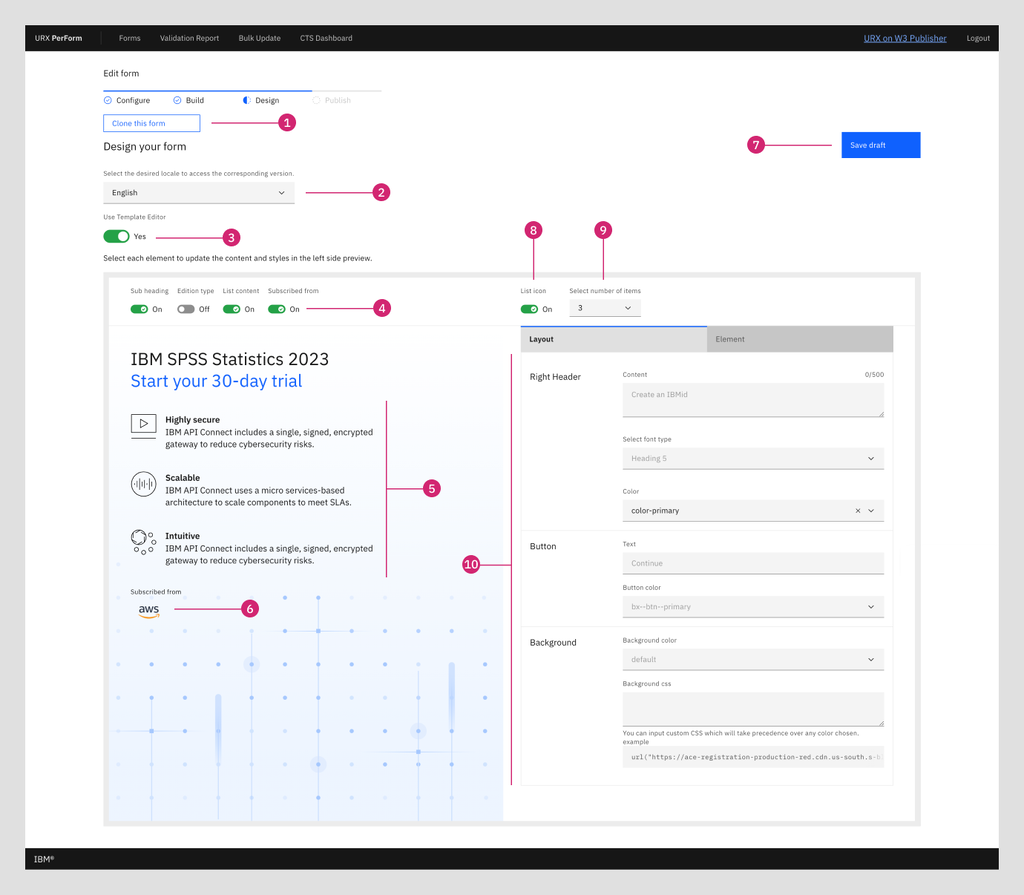 URX PerForm
Forms
Validation Report
Bulk Update
CTS Dashboard
URX on W3 Publisher
Logout
Edit form
Configure
Build
Design
Publish
Clone this form
1
Design your form
7
Save draft
Select the desired locale to access the corresponding version.
English
2
Use Template Editor
Yes
3
8
9
Select each element to update the content and styles in the left side preview.
Sub heading
Edition type
List content
Subscribed from
On
Off
On
On
4
List icon
Select number of items
On
3
IBM SPSS Statistics 2023
Start your 30-day trial
Highly secure
IBM API Connect includes a single, signed, encrypted
gateway to reduce cybersecurity risks.
Scalable
IBM API Connect uses a micro services-based
architecture to scale components to meet SLAs.
5
Intuitive
IBM API Connect includes a single, signed, encrypted
gateway to reduce cybersecurity risks.
Subscribed from
aws
6
10
Layout
Element
Right Header
Content
0/500
Create an IBMid
Select font type
Heading 5
Color
color-primary
Button
Text
Continue
Button color
bx--btn--primary
Background
Background color
default
Background css
You can input custom CSS which will take precedence over any color chosen.
example
url("https://ace-registration-production-red.cdn.us-south.s-b
IBM®